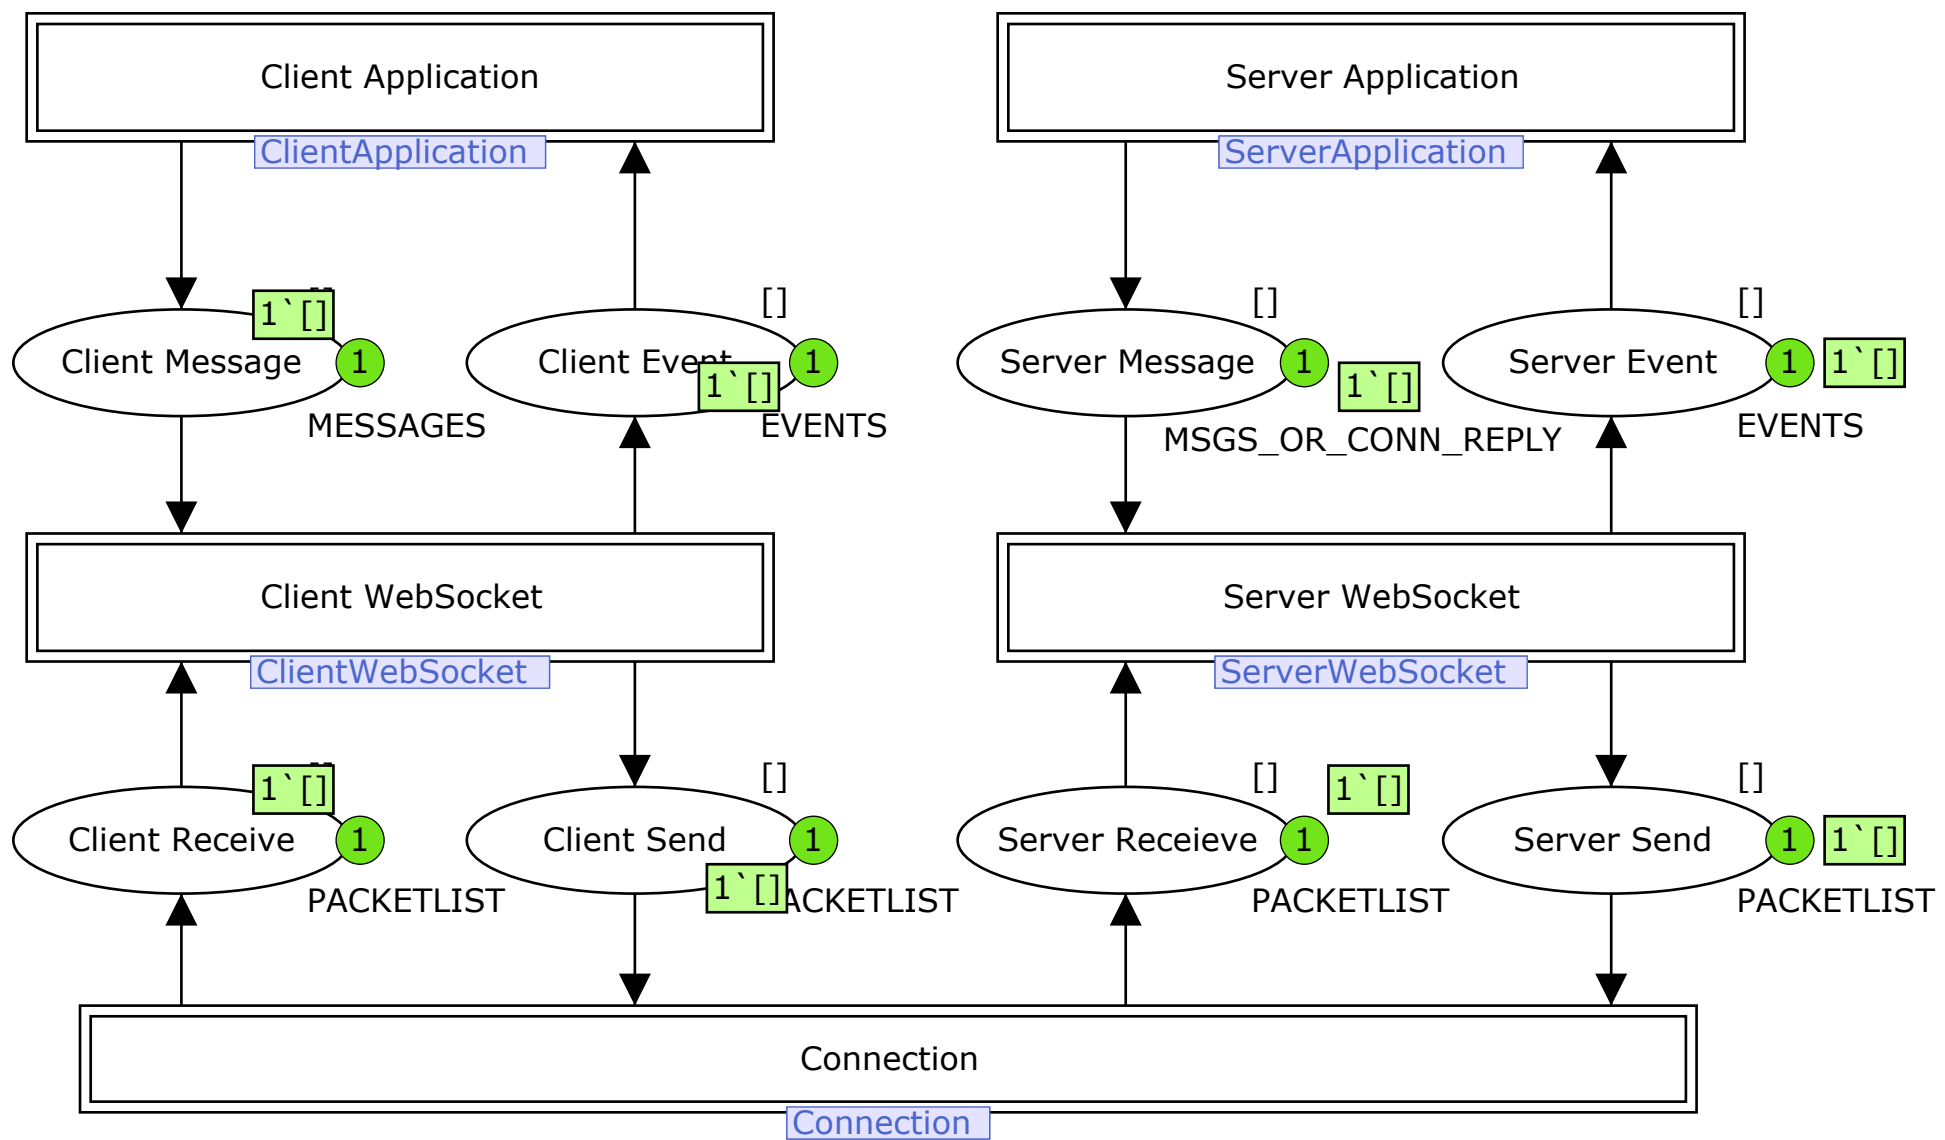 Client Application
Server Application
ClientApplication
ServerApplication
1`[]
[]
[]
[]
Client Message
1
Client Event
1
1`[]
Server Message
1
1`[]
Server Event
1
1`[]
MESSAGES
EVENTS
MSGS_OR_CONN_REPLY
EVENTS
Client WebSocket
Server WebSocket
ClientWebSocket
ServerWebSocket
1`[]
[]
[]
1`[]
[]
Client Receive
1
Client Send
1
Server Receieve
1
Server Send
1
1`[]
PACKETLIST
1`[]
ACKETLIST
PACKETLIST
PACKETLIST
Connection
Connection